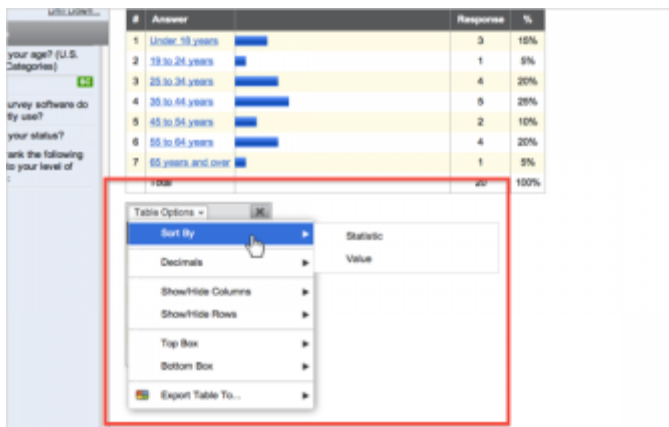 Drill Down...
# Answer Response %
1 Under 18 years 3 15%
2 19 to 24 years 1 5%
3 25 to 34 years 4 20%
4 35 to 44 years 5 25%
5 45 to 54 years 2 10%
6 55 to 64 years 4 20%
7 65 years and over 1 5%
Total 20 100%
your age? (U.S.
Categories)
urvey software do
tly use?
your status?
ank the following
to your level of
:
Table Options
Sort By
Statistic
Value
Decimals
Show/Hide Columns
Show/Hide Rows
Top Box
Bottom Box
Export Table To...